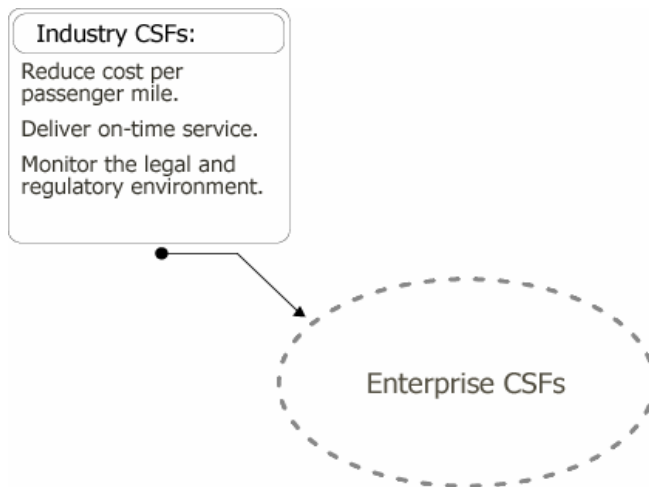 Industry CSFs:
Reduce cost per
passenger mile.
Deliver on-time service.
Monitor the legal and
regulatory environment.
Enterprise CSFs